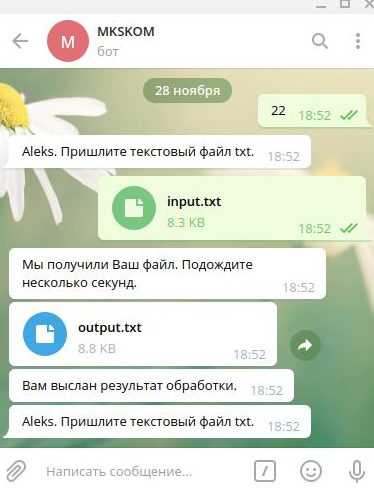 MKSKOM
M
бот
28 ноября
22 18:52
Aleks. Пришлите текстовый файл txt. 18:52
input.txt
8.3 KB
18:52
Мы получили Ваш файл. Подождите
несколько секунд.
18:52
output.txt
8.8 KB
18:52
Вам выслан результат обработки. 18:52
Aleks. Пришлите текстовый файл txt. 18:52
Написать сообщение...